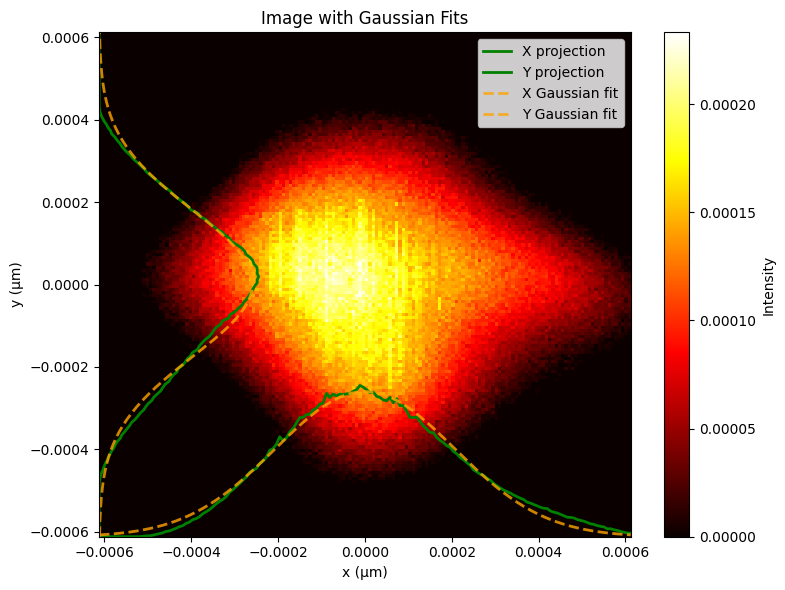 Image with Gaussian Fits
X projection
Y projection
X Gaussian fit
Y Gaussian fit
0.0006
0.0004
0.0002
0.0000
−0.0002
−0.0004
−0.0006
y (μm)
−0.0006
−0.0004
−0.0002
0.0000
0.0002
0.0004
0.0006
x (μm)
0.00020
0.00015
0.00010
0.00005
0.00000
Intensity